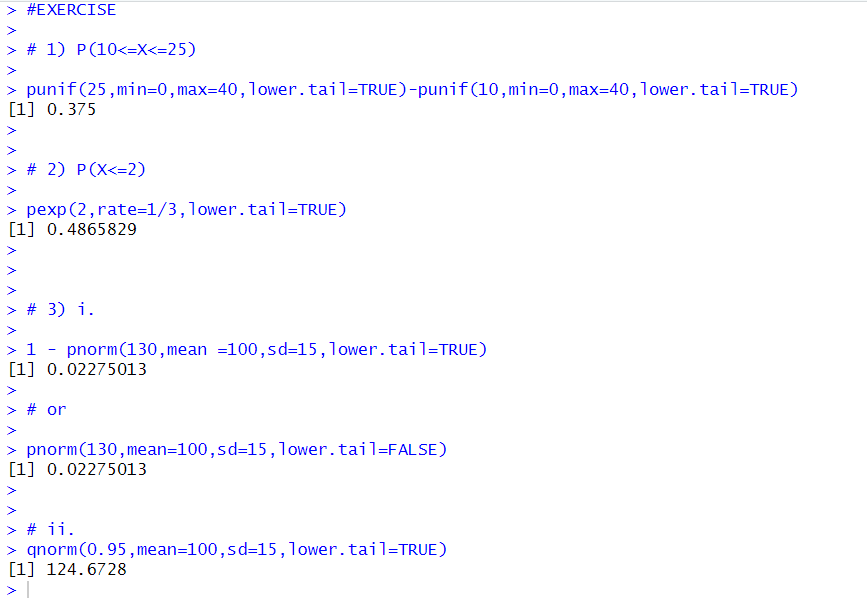 > #EXERCISE
>
> # 1) P(10<=X<=25)
>
> punif(25,min=0,max=40,lower.tail=TRUE)-punif(10,min=0,max=40,lower.tail=TRUE)
[1] 0.375
>
>
> # 2) P(X<=2)
>
> pexp(2,rate=1/3,lower.tail=TRUE)
[1] 0.4865829
>
>
>
> # 3) i.
>
> 1 - pnorm(130,mean =100,sd=15,lower.tail=TRUE)
[1] 0.02275013
>
> # or
>
> pnorm(130,mean=100,sd=15,lower.tail=FALSE)
[1] 0.02275013
>
>
> # ii.
> qnorm(0.95,mean=100,sd=15,lower.tail=TRUE)
[1] 124.6728
>